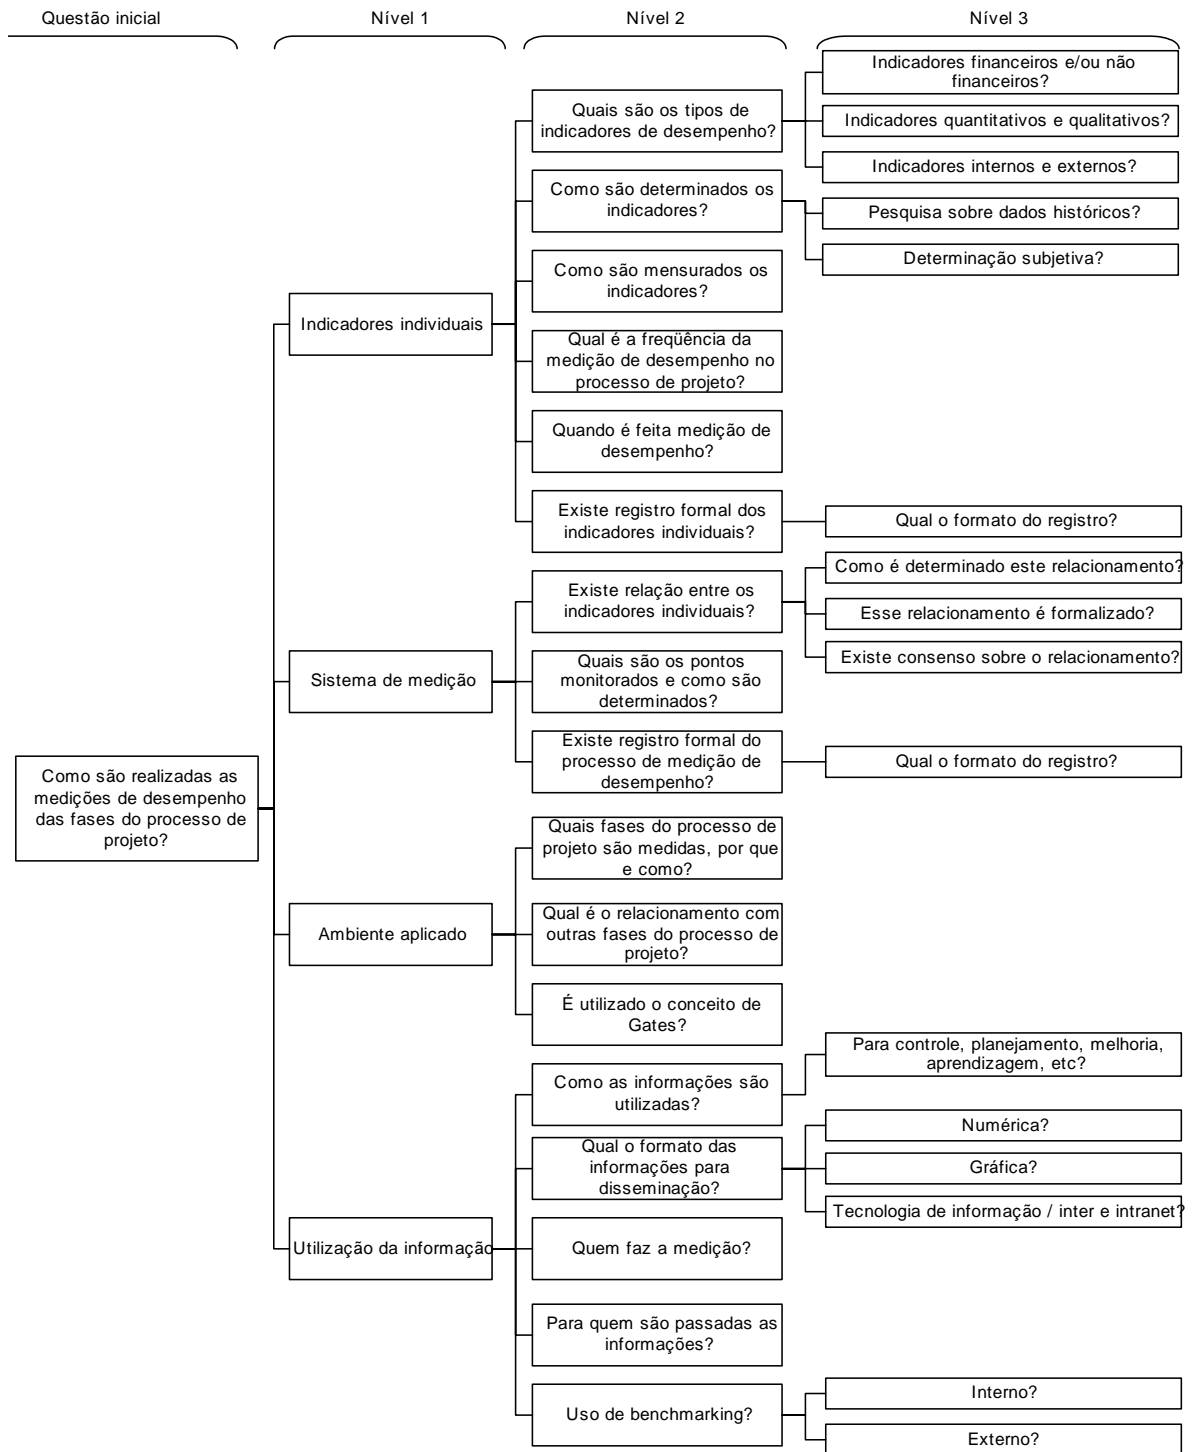 Questão inicial
Nível 1
Nível 2
Nível 3
Indicadores financeiros e/ou não
financeiros?
Quais são os tipos de
indicadores de desempenho?
Indicadores quantitativos e qualitativos?
Indicadores internos e externos?
Como são determinados os
indicadores?
Pesquisa sobre dados históricos?
Determinação subjetiva?
Como são mensurados os
indicadores?
Indicadores individuais
Qual é a freqüência da
medição de desempenho no
processo de projeto?
Quando é feita medição de
desempenho?
Existe registro formal dos
indicadores individuais?
Qual o formato do registro?
Como é determinado este relacionamento?
Existe relação entre os
indicadores individuais?
Esse relacionamento é formalizado?
Existe consenso sobre o relacionamento?
Sistema de medição
Quais são os pontos
monitorados e como são
determinados?
Existe registro formal do
processo de medição de
desempenho?
Qual o formato do registro?
Como são realizadas as
medições de desempenho
das fases do processo de
projeto?
Quais fases do processo de
projeto são medidas, por que
e como?
Ambiente aplicado
Qual é o relacionamento com
outras fases do processo de
projeto?
É utilizado o conceito de
Gates?
Para controle, planejamento, melhoria,
aprendizagem, etc?
Como as informações são
utilizadas?
Numérica?
Qual o formato das
informações para
disseminação?
Gráfica?
Tecnologia de informação / inter e intranet?
Utilização da informação
Quem faz a medição?
Para quem são passadas as
informações?
Interno?
Uso de benchmarking?
Externo?